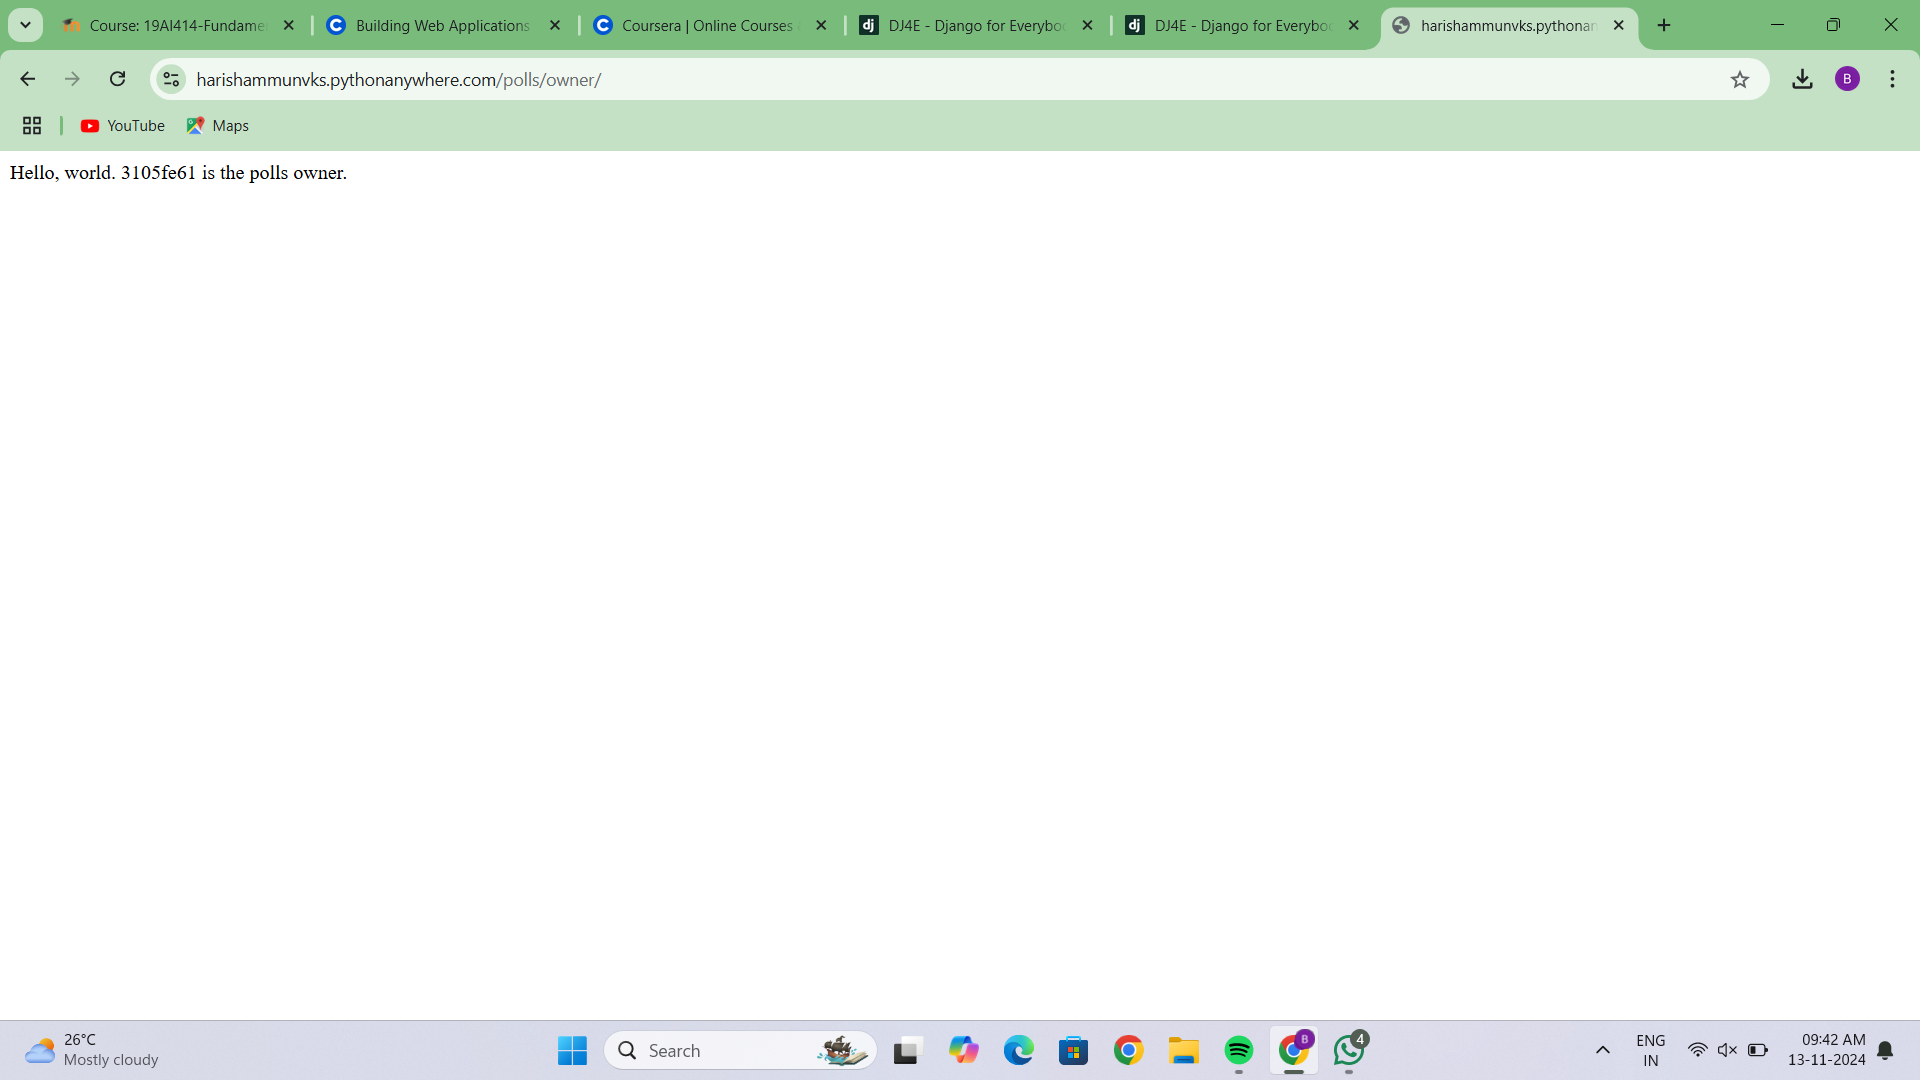 Course: 19AI414-Fundame
Building Web Applications
Coursera | Online Courses
DJ4E - Django for Everybo
DJ4E - Django for Everybo
harishammunvks.pythonan
harishammunvks.pythonanywhere.com/polls/owner/
B
YouTube
Maps
Hello, world. 3105fe61 is the polls owner.
26°C
Mostly cloudy
Search
B
4
ENG
IN
09:42 AM
13-11-2024